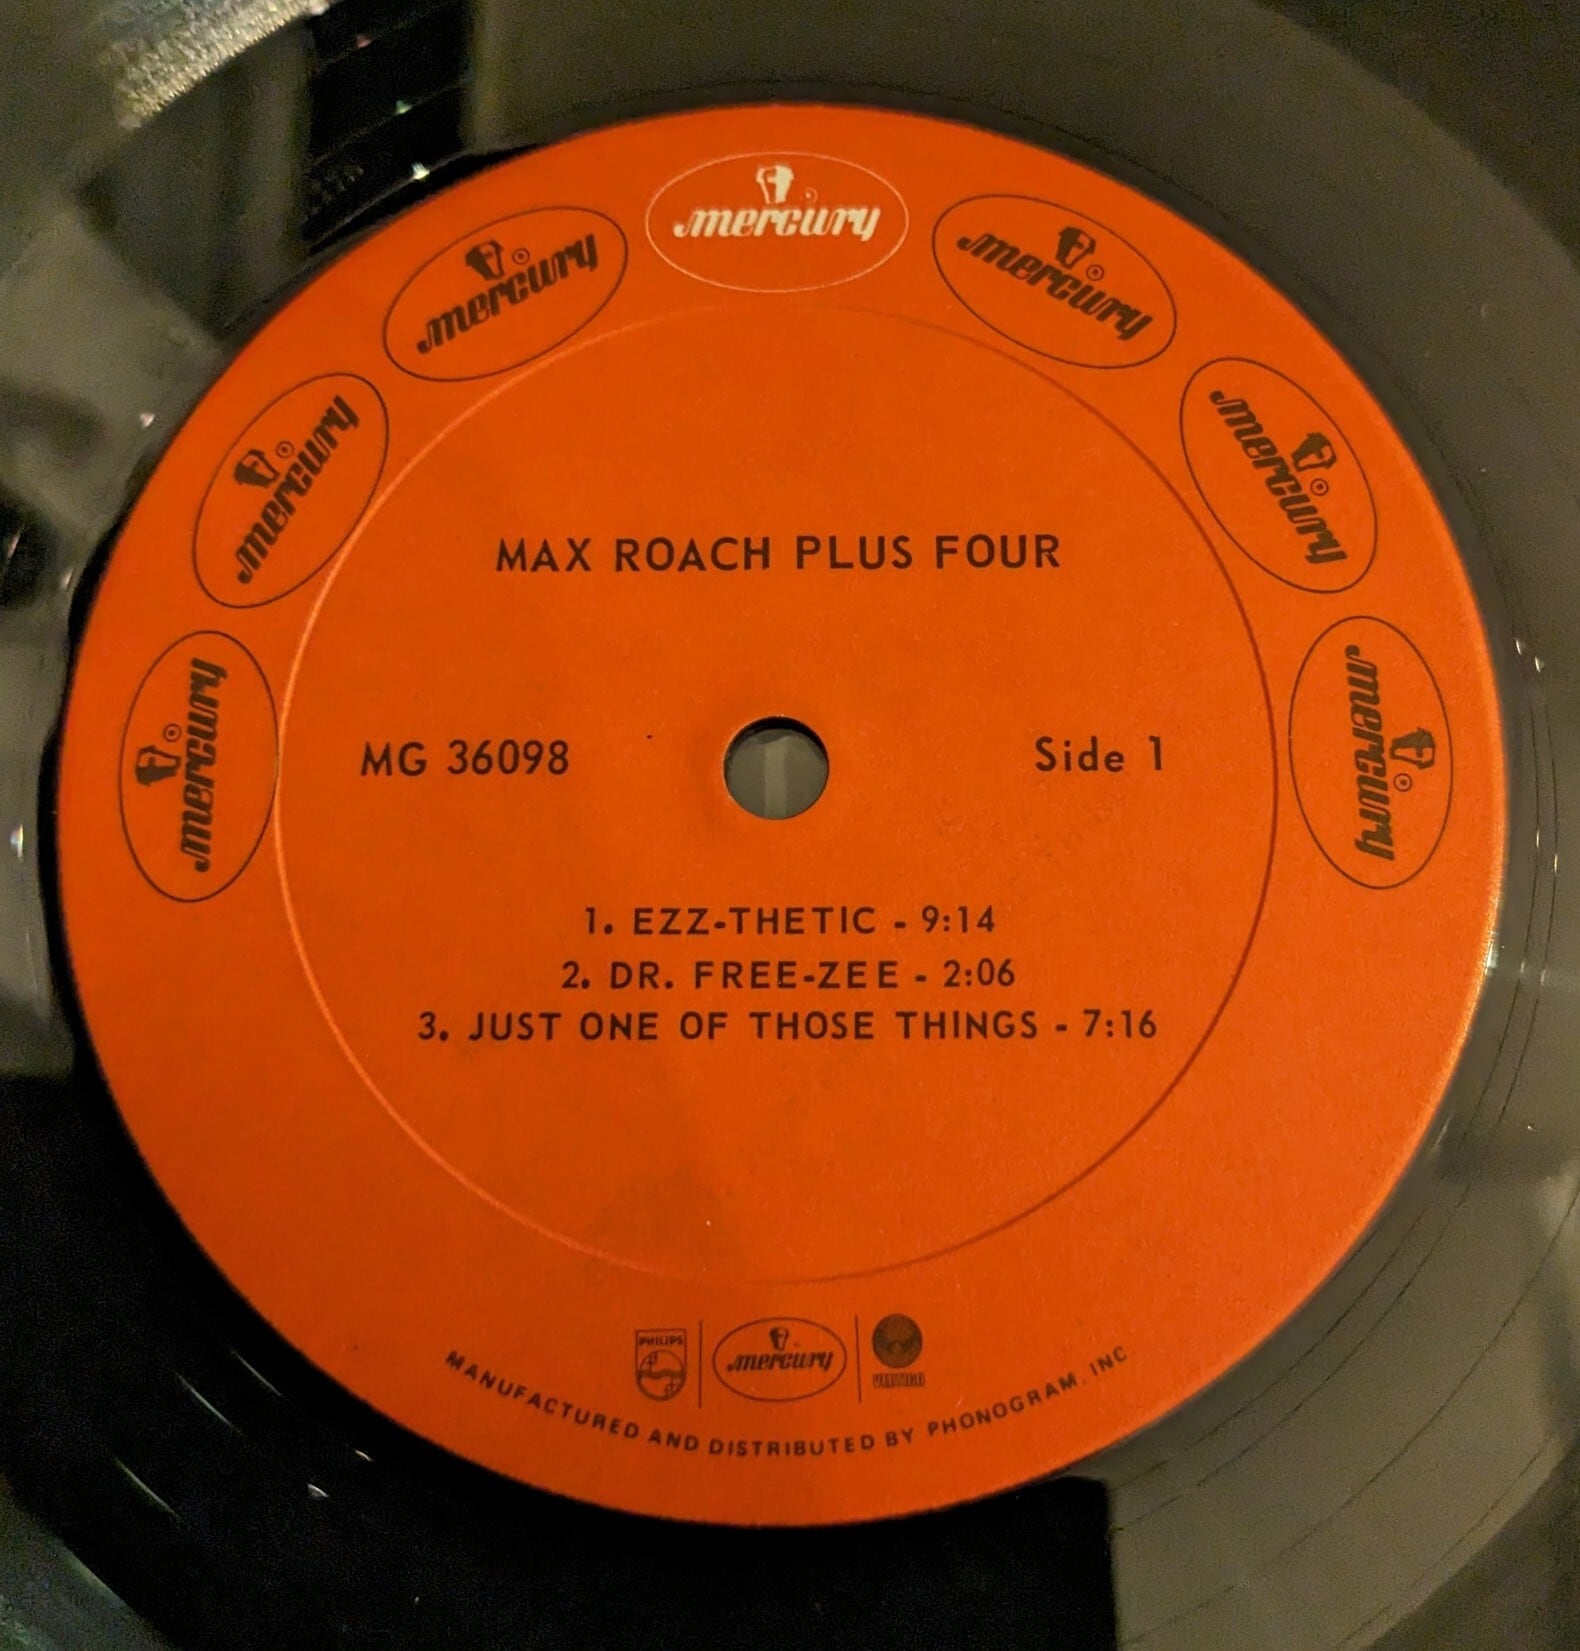 mercury
mercury
mercury
mercury
mercury
mercury
mercury
MAX ROACH PLUS FOUR
MG 36098
Side 1
1. EZZ-THETIC - 9:14
2. DR. FREE-ZEE - 2:06
3. JUST ONE OF THOSE THINGS - 7:16
PHILIPS
mercury
VERTIGO
MANUFACTURED AND DISTRIBUTED BY PHONOGRAM, INC.